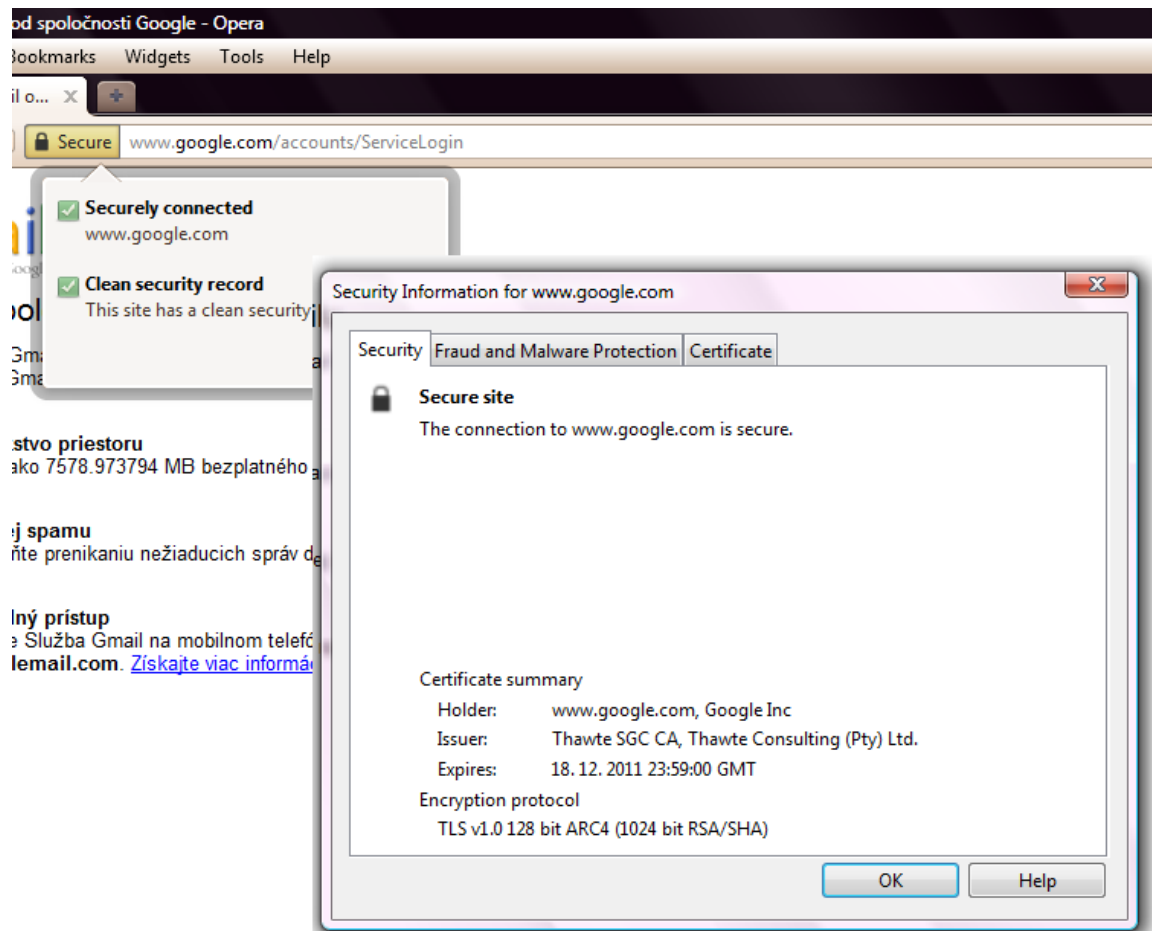 od spoločnosti Google - Opera
Bookmarks Widgets Tools Help
il o...
Secure www.google.com/accounts/ServiceLogin
Securely connected
www.google.com
Clean security record
This site has a clean security
Security Information for www.google.com
Security Fraud and Malware Protection Certificate
Secure site
The connection to www.google.com is secure.
stvo priestoru
ako 7578.973794 MB bezplatného
ej spamu
ňte prenikaniu nežiaducich správ
lný prístup
e Služba Gmail na mobilnom telefó
lemail.com. Získajte viac informá
Certificate summary
Holder: www.google.com, Google Inc
Issuer: Thawte SGC CA, Thawte Consulting (Pty) Ltd.
Expires: 18. 12. 2011 23:59:00 GMT
Encryption protocol
TLS v1.0 128 bit ARC4 (1024 bit RSA/SHA)
OK Help